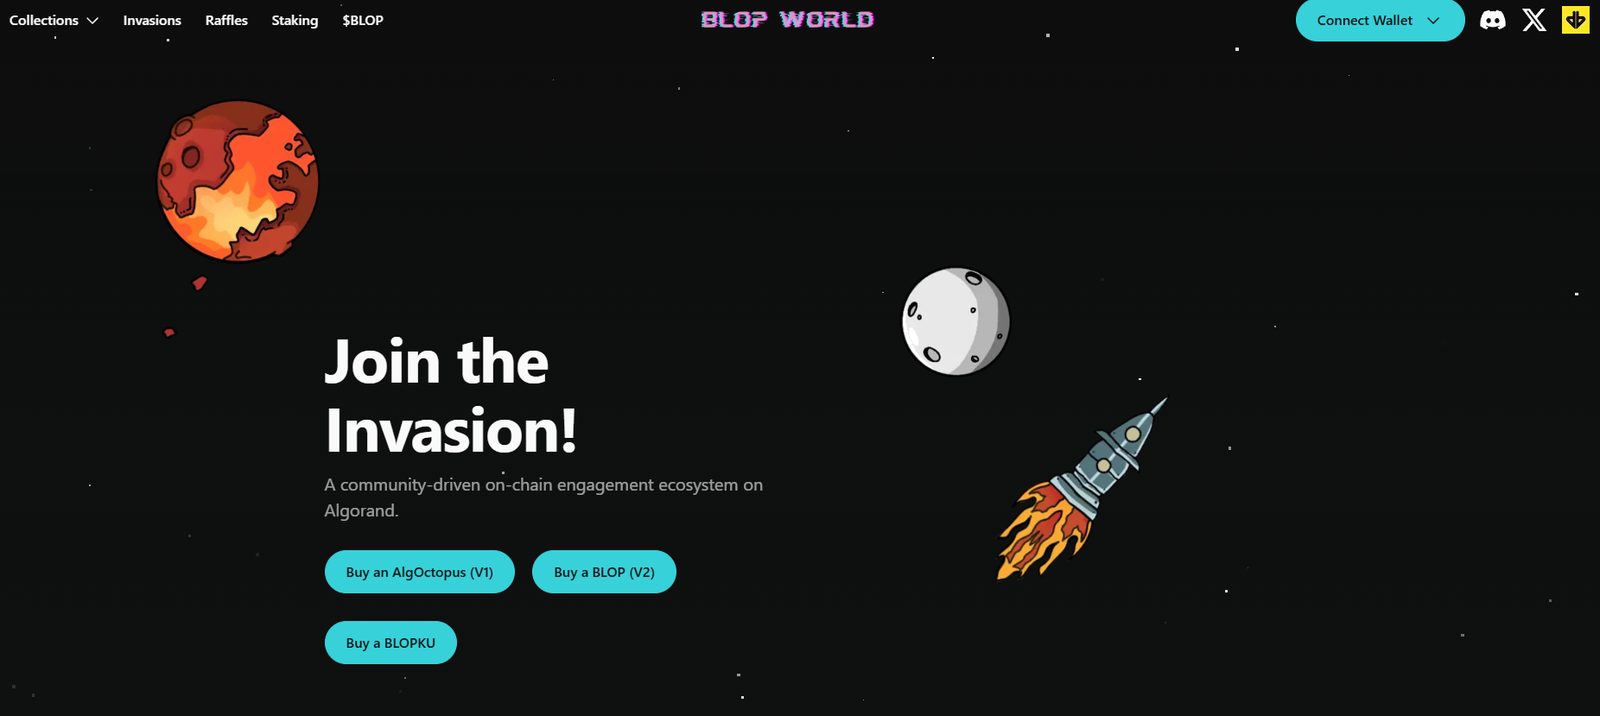 Collections
Invasions
Raffles
Staking
$BLOP
BLOP WORLD
Connect Wallet
Join the
Invasion!
A community-driven on-chain engagement ecosystem on
Algorand.
Buy an AlgOctopus (V1)
Buy a BLOP (V2)
Buy a BLOPKU